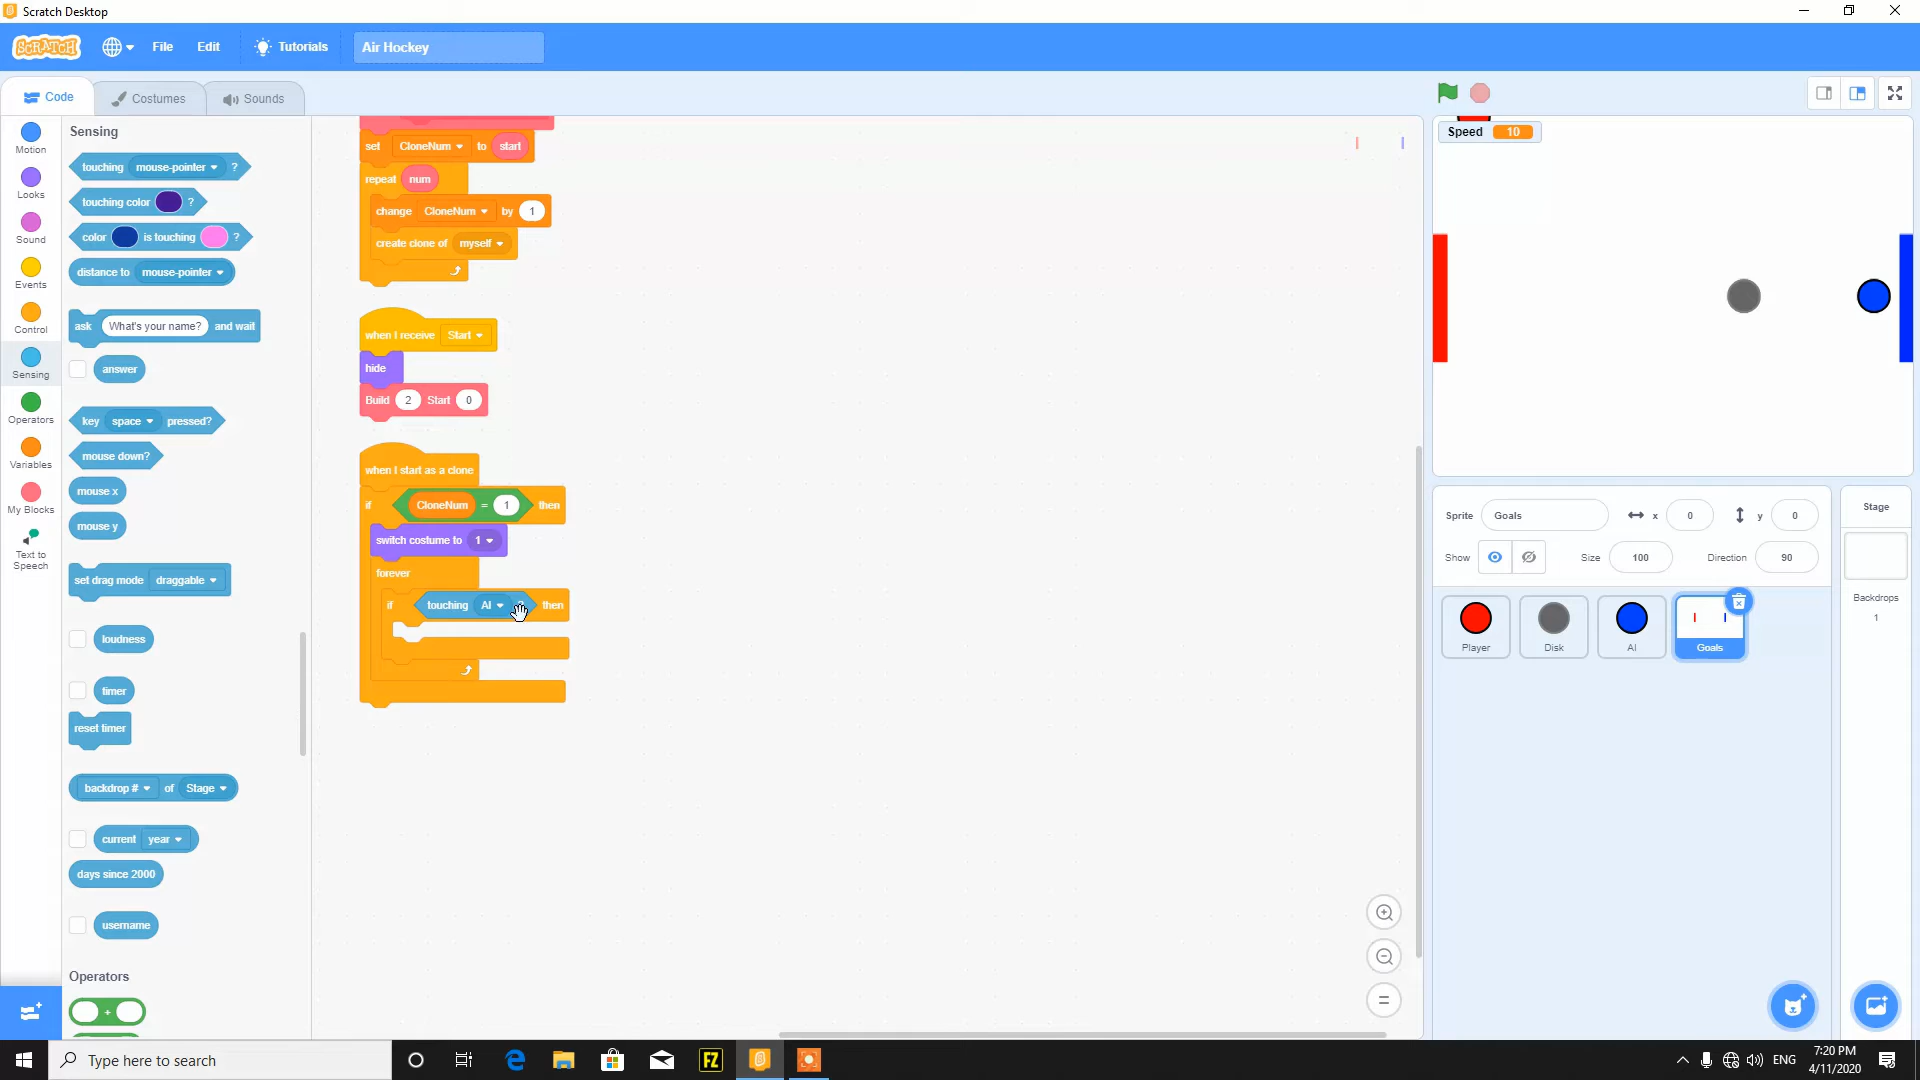 Scratch Desktop
SCRATCH File Edit Tutorials Air Hockey
Code Costumes Sounds
Motion
Looks
Sound
Events
Control
Sensing
Operators
Variables
My Blocks
Text to
Speech
Sensing
touching mouse-pointer ?
touching color ?
color is touching ?
distance to mouse-pointer
ask What's your name? and wait
answer
key space pressed?
mouse down?
mouse x
mouse y
set drag mode draggable
loudness
timer
reset timer
backdrop # of Stage
current year
days since 2000
username
Operators
+
set CloneNum to start
repeat num
change CloneNum by 1
create clone of myself
when I receive Start
hide
Build 2 Start 0
when I start as a clone
if CloneNum = 1 then
switch costume to 1
forever
if touching AI ? then
Speed 10
Sprite Goals x 0 y 0
Show Size 100 Direction 90
Player Disk AI Goals
Stage
Backdrops
1
Type here to search
FZ
ENG
7:20 PM
4/11/2020